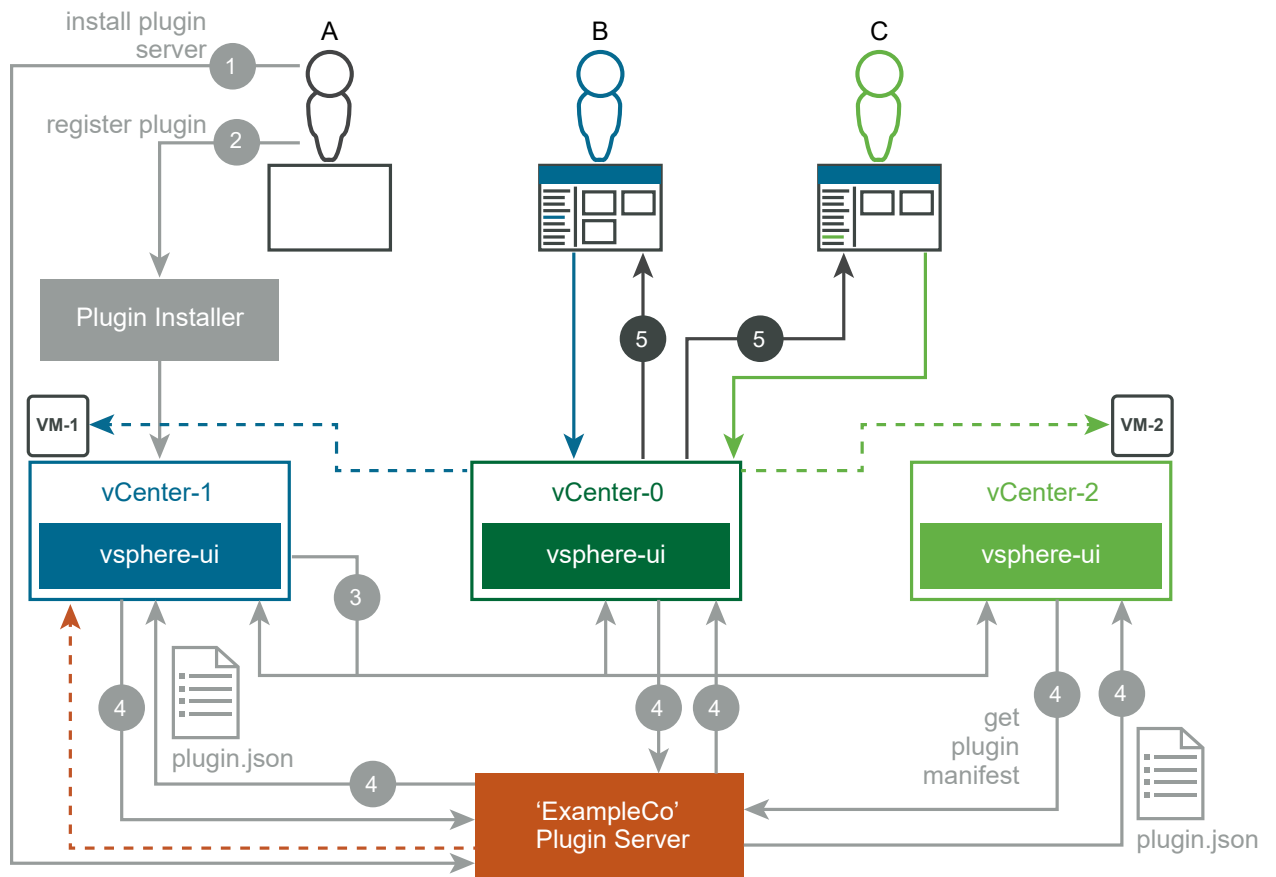 install plugin
server
1
A
B
C
register plugin
2
Plugin Installer
5
5
VM-1
VM-2
vCenter-1
vsphere-ui
vCenter-0
vsphere-ui
vCenter-2
vsphere-ui
3
4
plugin.json
4
4
4
4
4
get
plugin
manifest
plugin.json
‘ExampleCo’
Plugin Server